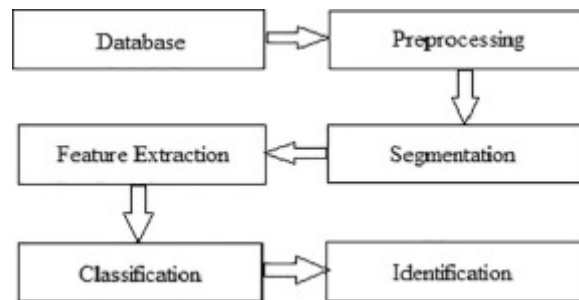 Database
Preprocessing
Segmentation
Feature Extraction
Classification
Identification